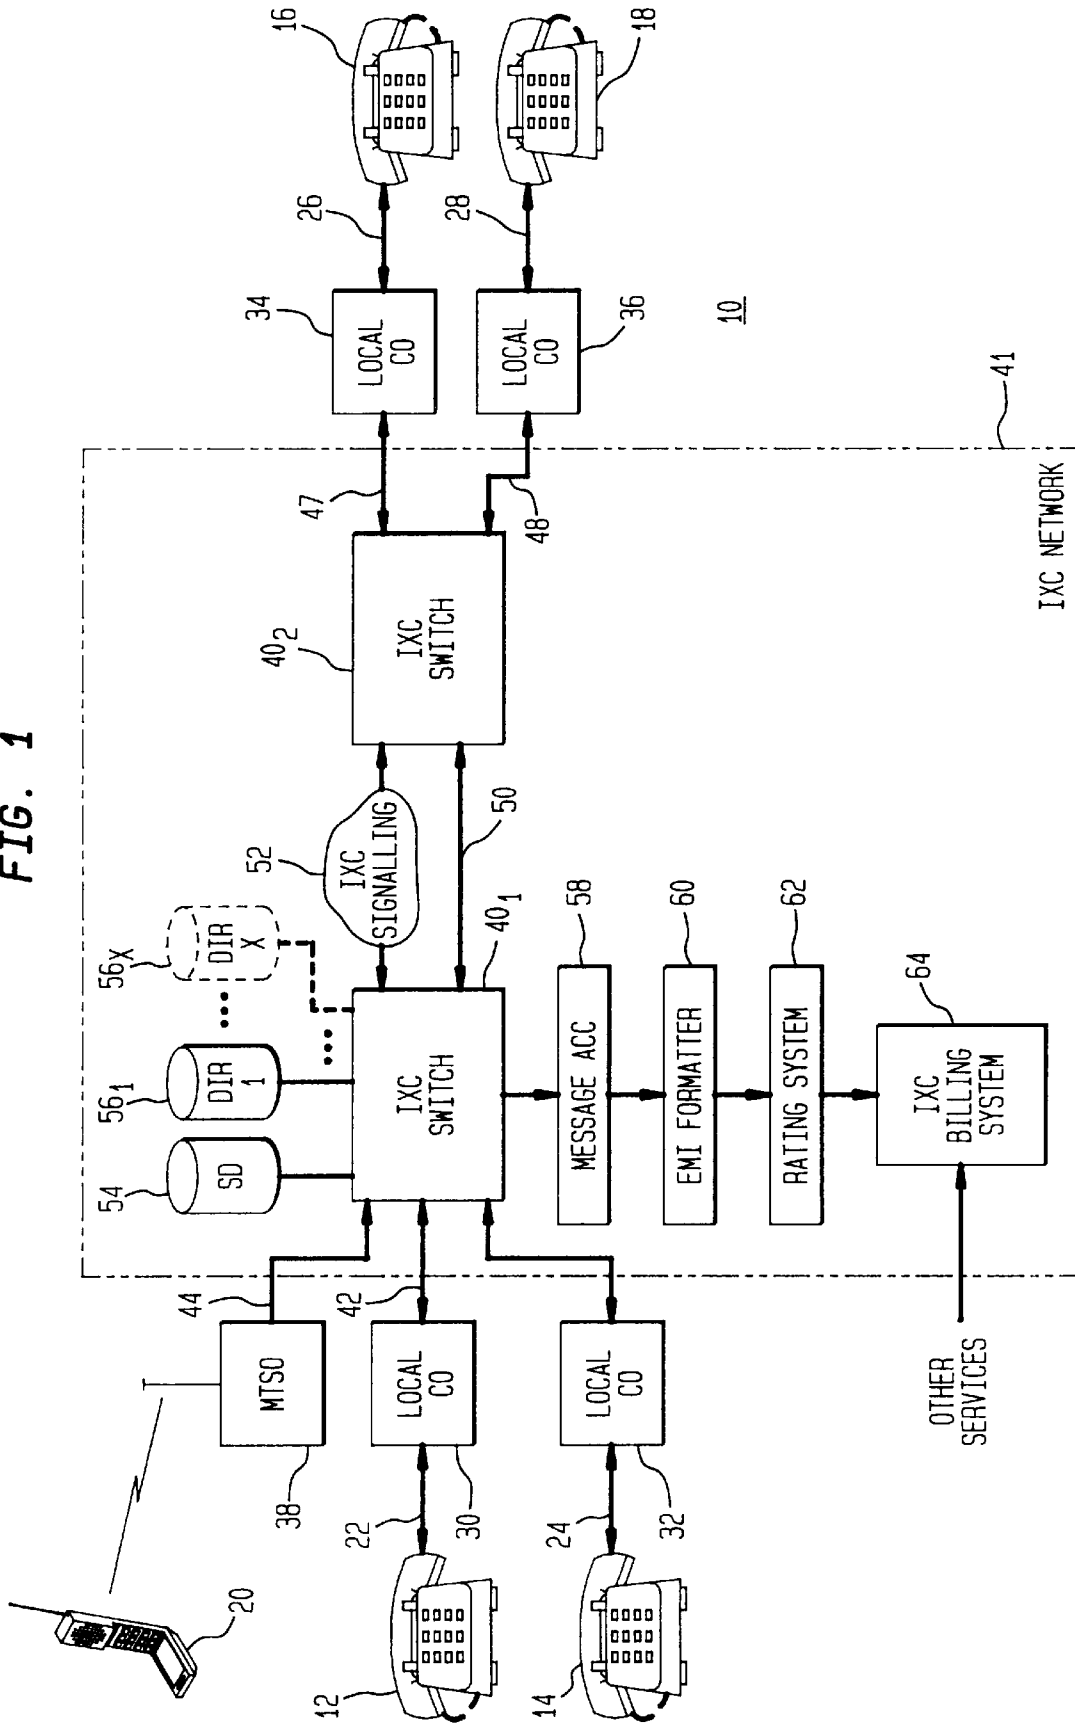 FIG. 1
20
MTSO
38
44
12
22
LOCAL
CO
30
42
14
24
LOCAL
CO
32
54
SD
56₁
DIR
1
•••
56X
DIR
X
•••
IXC
SWITCH
40₁
52
IXC
SIGNALLING
50
40₂
IXC
SWITCH
47
48
34
LOCAL
CO
26
16
LOCAL
CO
36
28
18
10
MESSAGE ACC
58
EMI FORMATTER
60
RATING SYSTEM
62
IXC
BILLING
SYSTEM
64
OTHER
SERVICES
IXC NETWORK
41